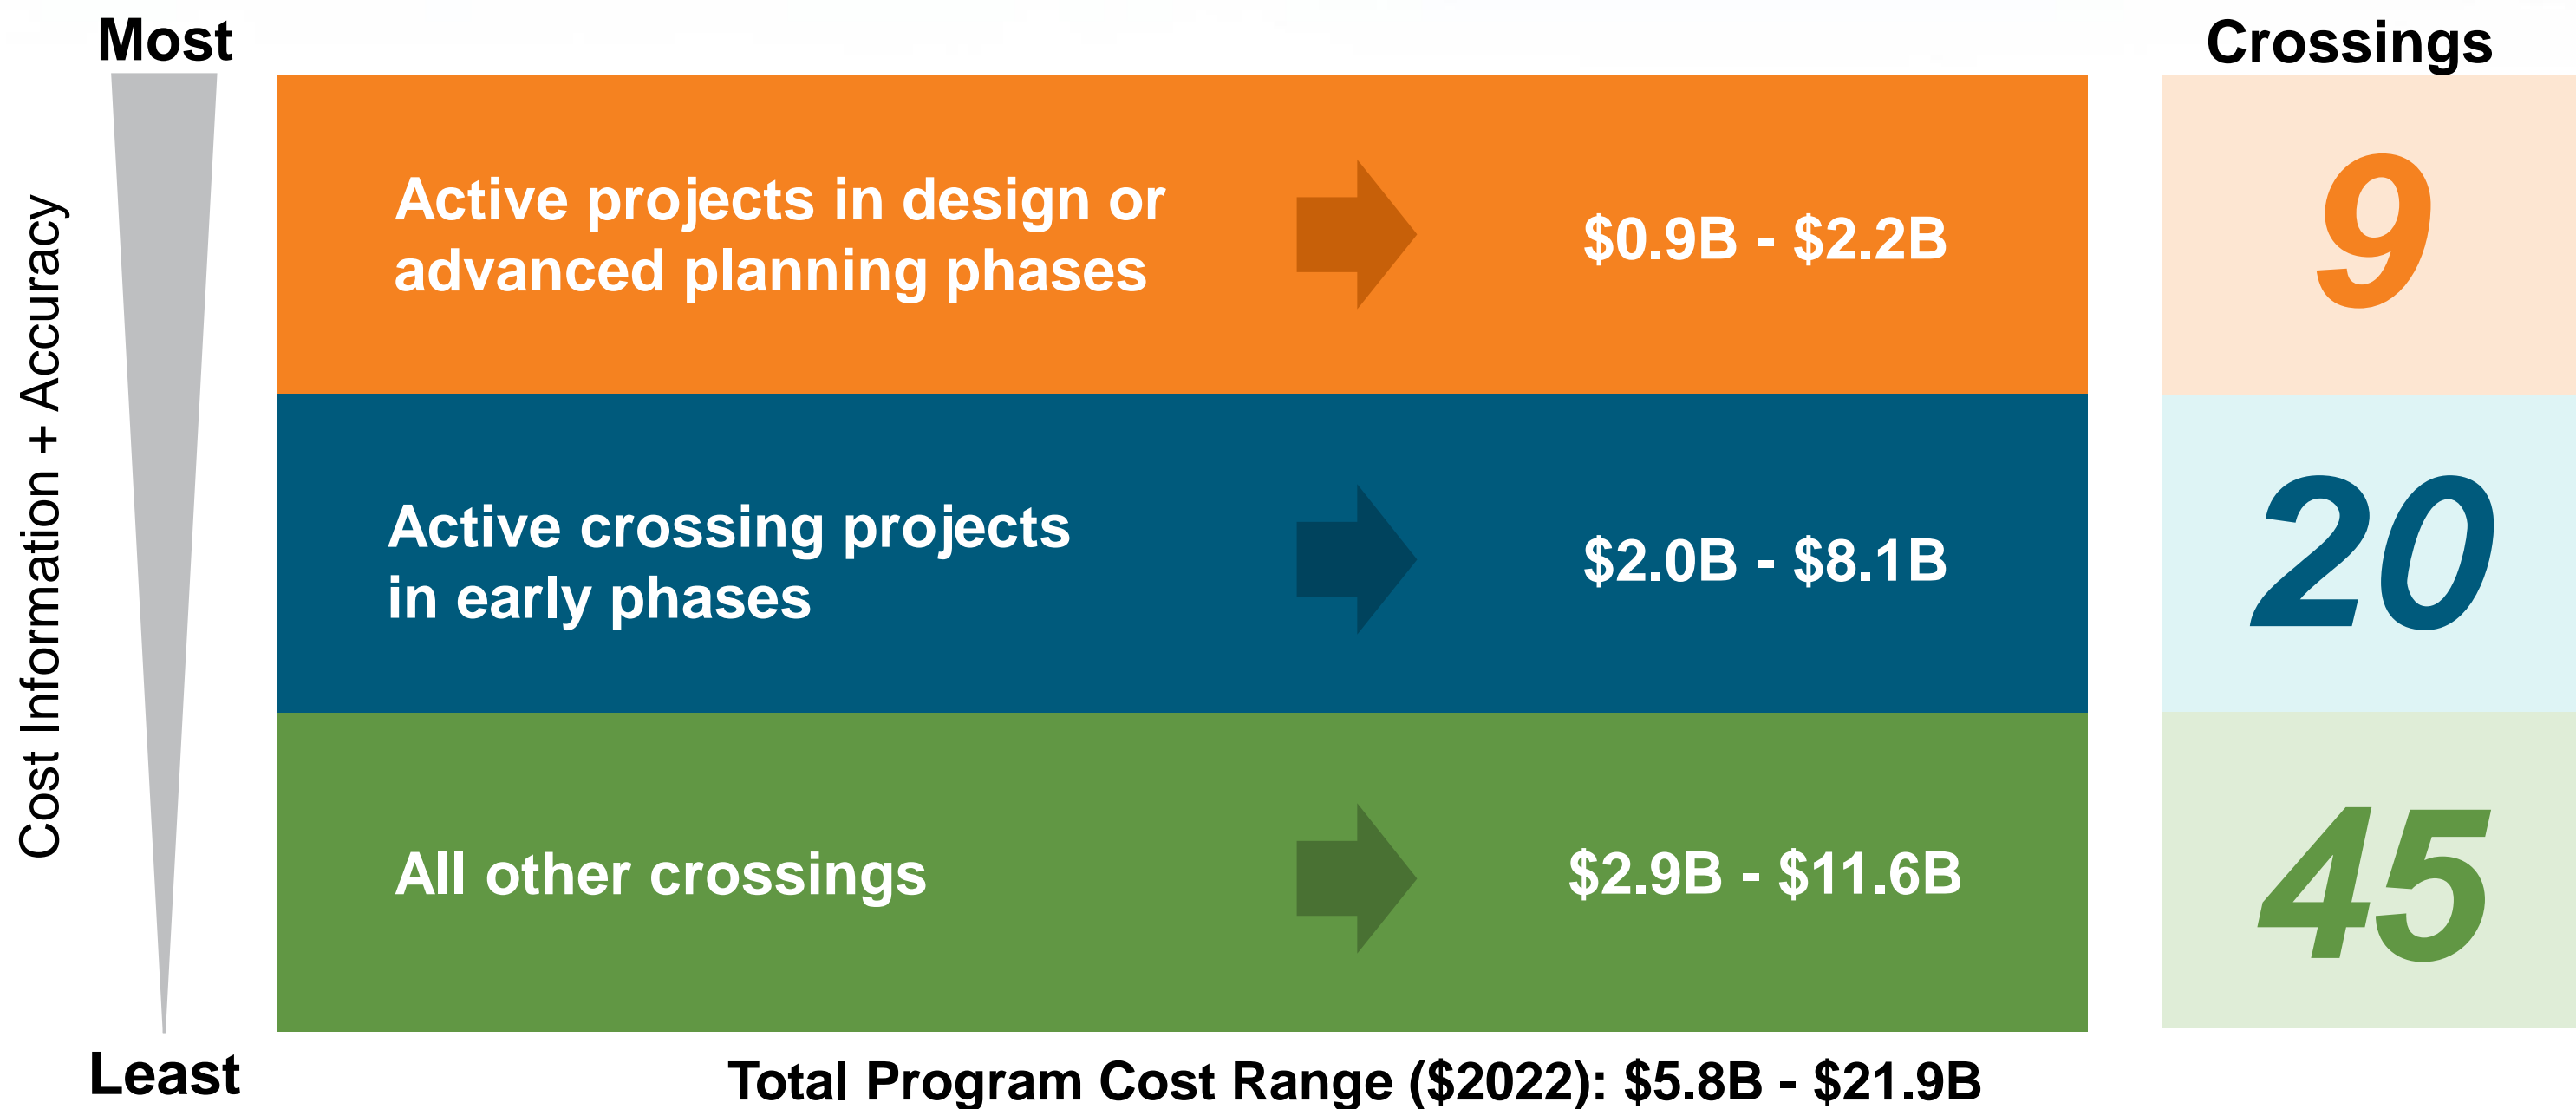 Most
Crossings
Cost Information + Accuracy
Active projects in design or
advanced planning phases
$0.9B - $2.2B
9
Active crossing projects
in early phases
$2.0B - $8.1B
20
All other crossings
$2.9B - $11.6B
45
Least
Total Program Cost Range ($2022): $5.8B - $21.9B